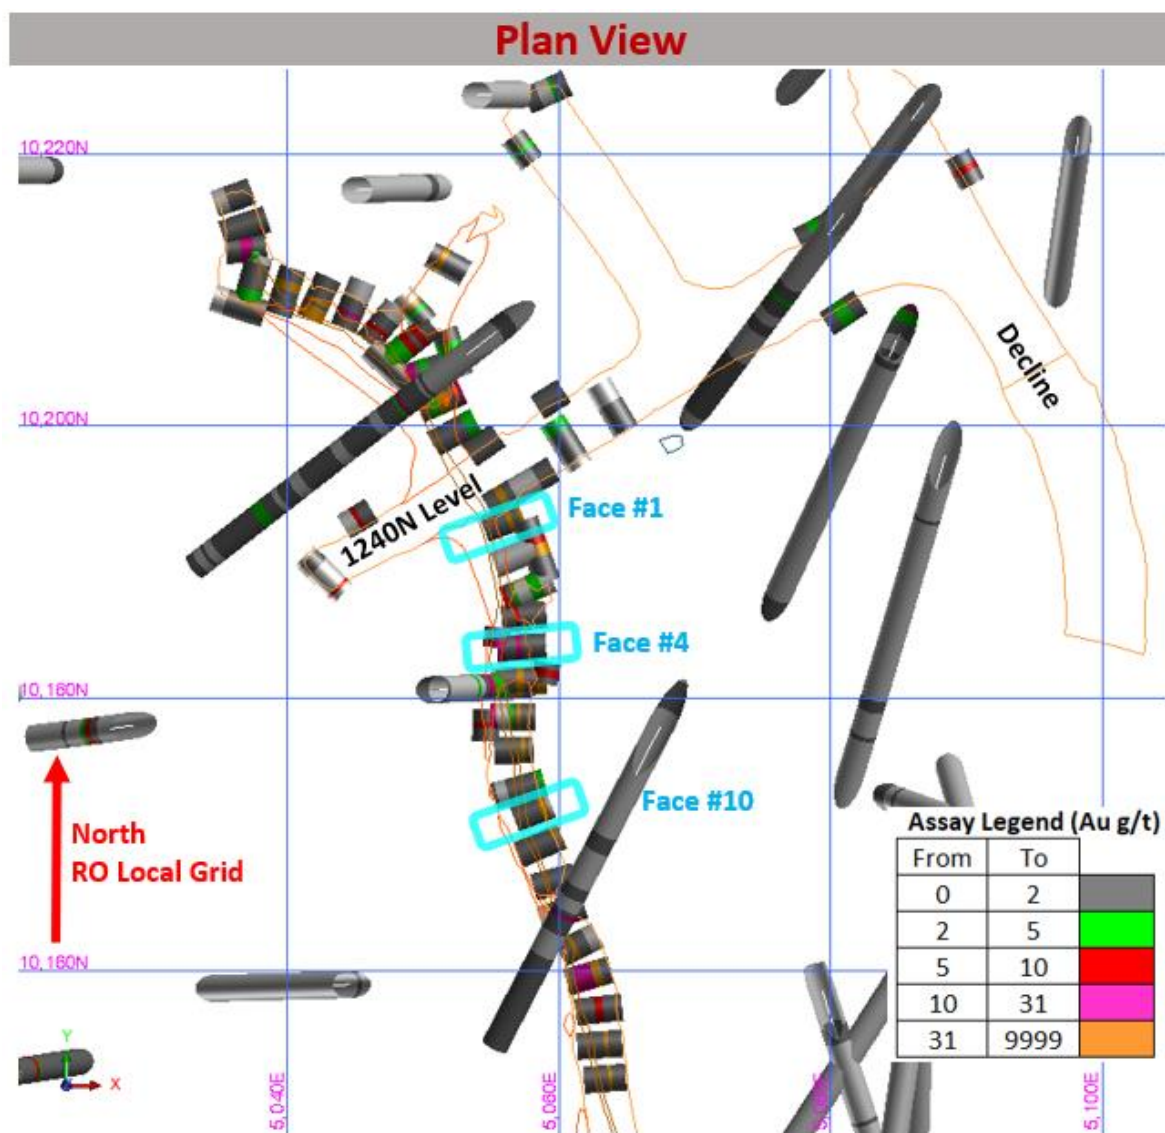 Plan View
10,220N
10,200N
Decline
1240N Level
Face #1
Face #4
10,160N
Face #10
North
RO Local Grid
Assay Legend (Au g/t)
From To
0 2
2 5
5 10
10 31
31 9999
10,160N
Y
X
5,040E
5,060E
5,100E